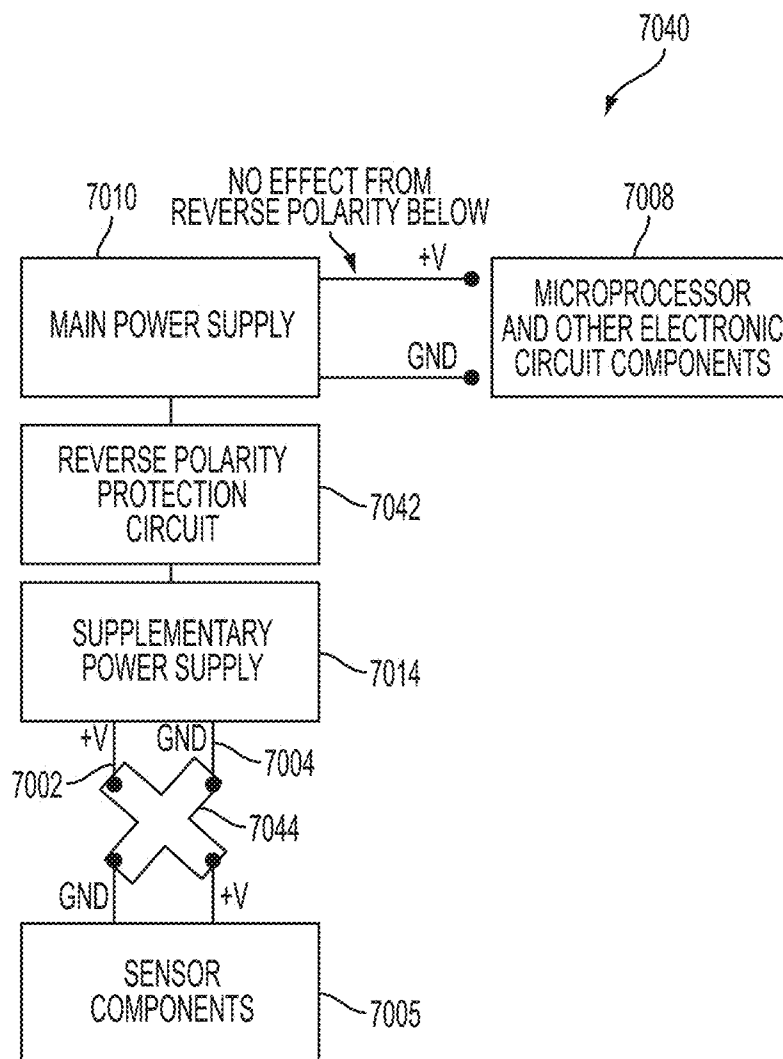 7040
NO EFFECT FROM
REVERSE POLARITY BELOW
7010
7008
+V
MAIN POWER SUPPLY
MICROPROCESSOR
AND OTHER ELECTRONIC
CIRCUIT COMPONENTS
GND
REVERSE POLARITY
PROTECTION
CIRCUIT
7042
SUPPLEMENTARY
POWER SUPPLY
7014
+V
GND
7002
7004
7044
GND
+V
SENSOR
COMPONENTS
7005